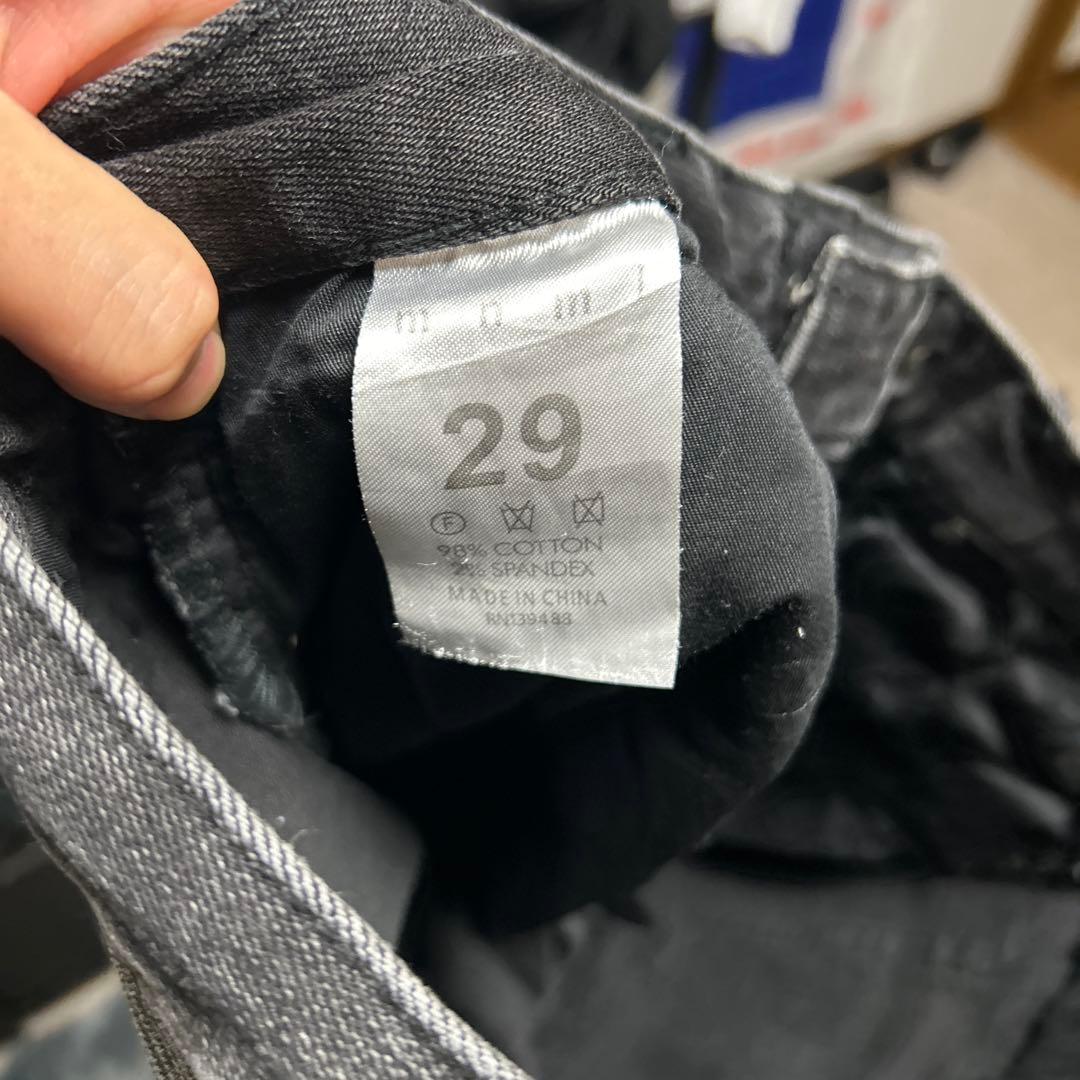 m n m l
29
F
98% COTTON
2% SPANDEX
MADE IN CHINA
RN139483